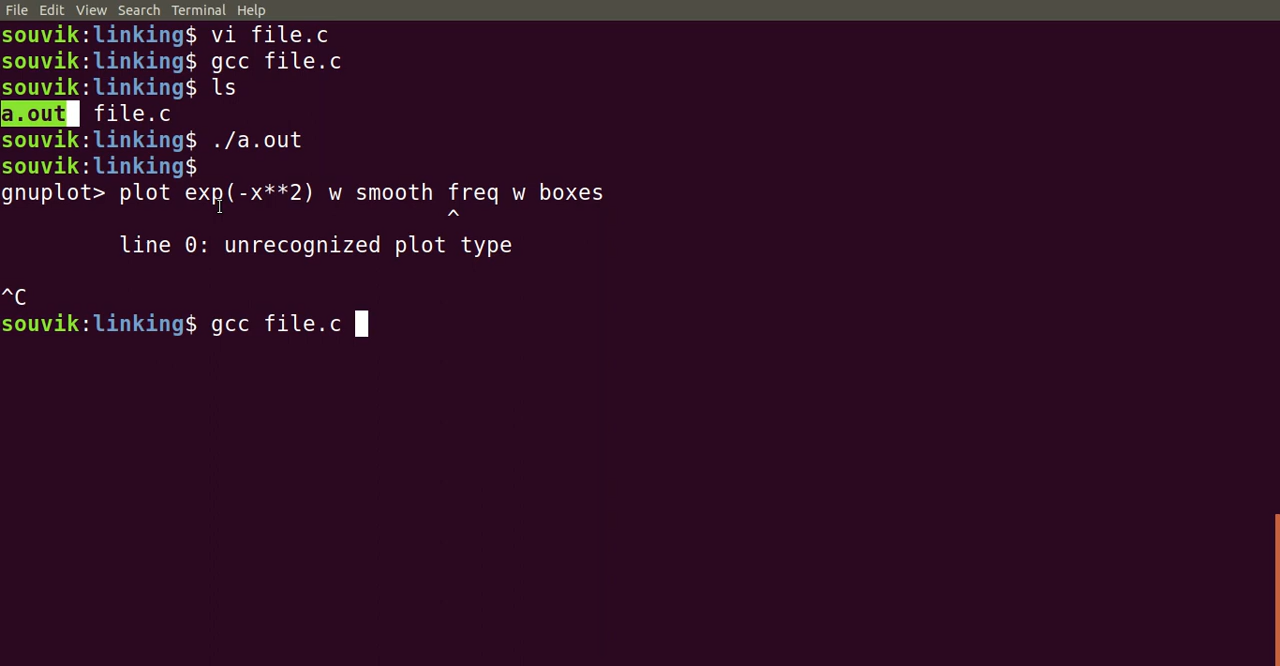 File Edit View Search Terminal Help
souvik:linking$ vi file.c
souvik:linking$ gcc file.c
souvik:linking$ ls
a.out file.c
souvik:linking$ ./a.out
souvik:linking$
gnuplot> plot exp(-x**2) w smooth freq w boxes
^
line 0: unrecognized plot type
^C
souvik:linking$ gcc file.c